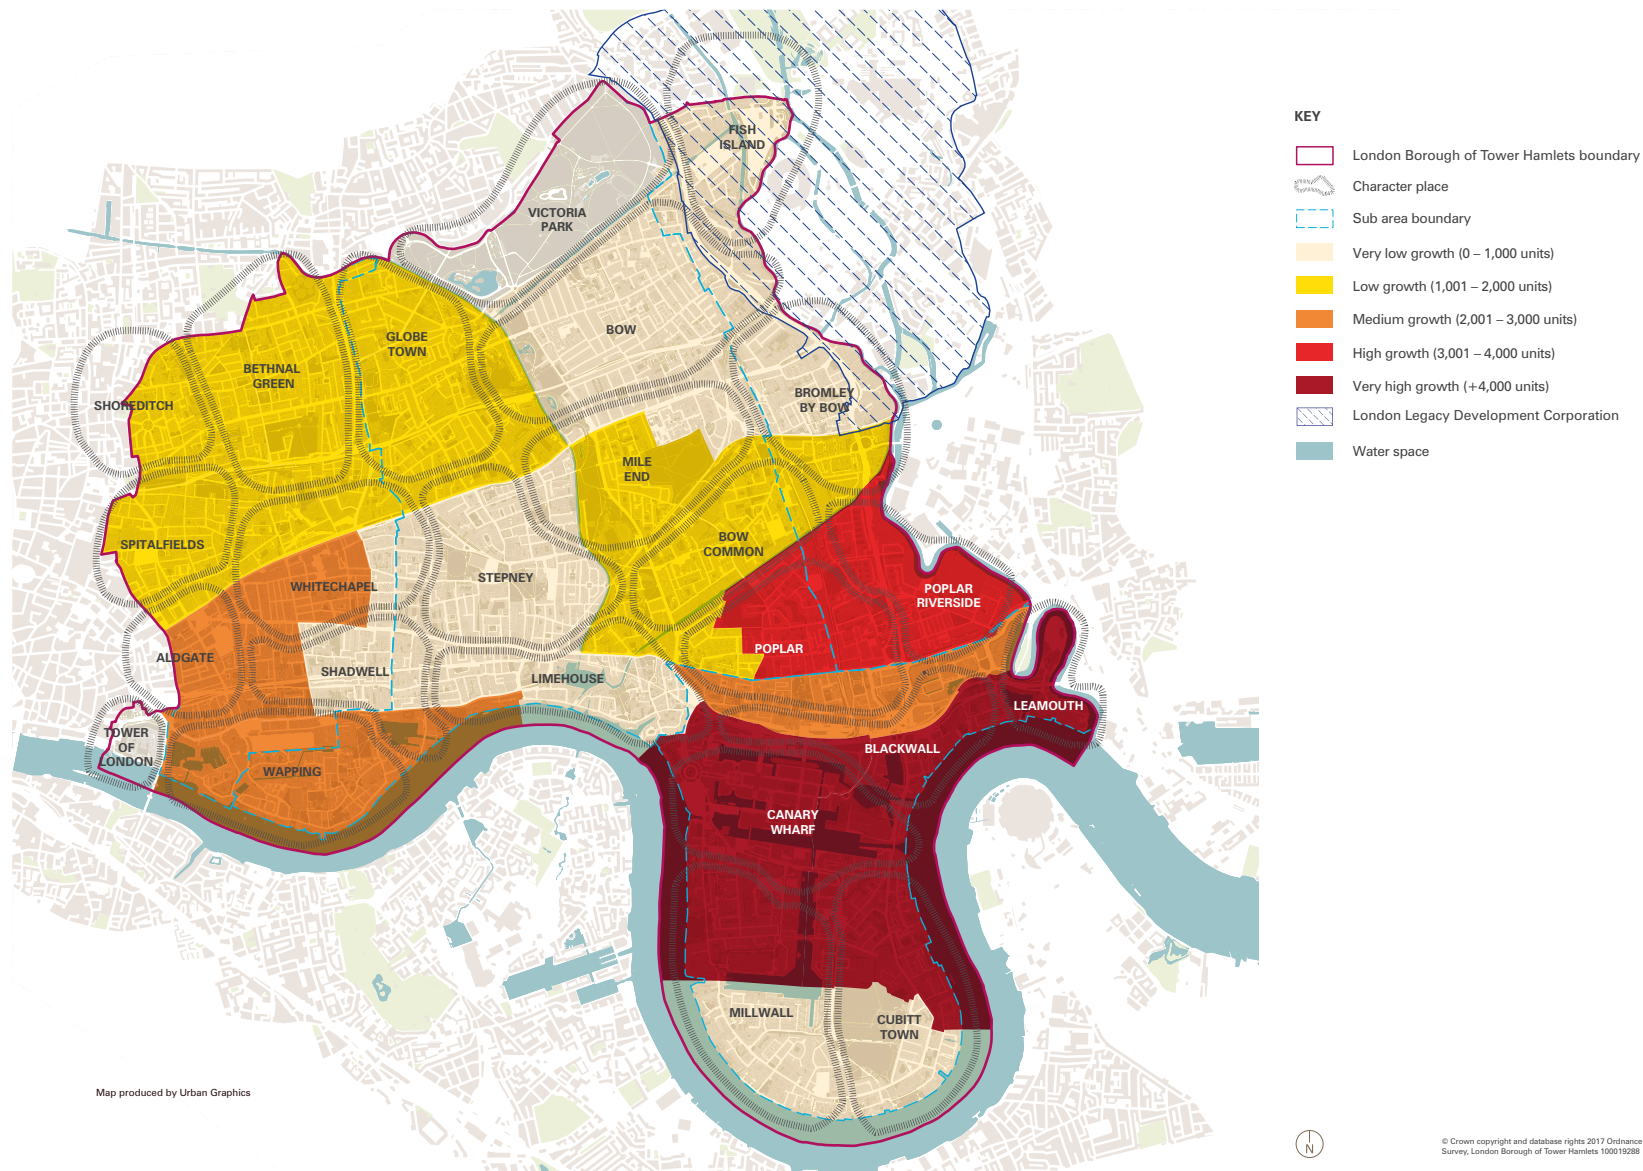 FISH
ISLAND
VICTORIA
PARK
BOW
GLOBE
TOWN
BETHNAL
GREEN
BROMLEY
BY BOW
SHOREDITCH
MILE
END
SPITALFIELDS
BOW
COMMON
STEPNEY
WHITECHAPEL
POPLAR
RIVERSIDE
POPLAR
ALDGATE
SHADWELL
LIMEHOUSE
LEAMOUTH
TOWER
OF
LONDON
BLACKWALL
WAPPING
CANARY
WHARF
MILLWALL
CUBITT
TOWN
Map produced by Urban Graphics
KEY
London Borough of Tower Hamlets boundary
Character place
Sub area boundary
Very low growth (0 – 1,000 units)
Low growth (1,001 – 2,000 units)
Medium growth (2,001 – 3,000 units)
High growth (3,001 – 4,000 units)
Very high growth (+4,000 units)
London Legacy Development Corporation
Water space
N
© Crown copyright and database rights 2017 Ordnance
Survey, London Borough of Tower Hamlets 100019288